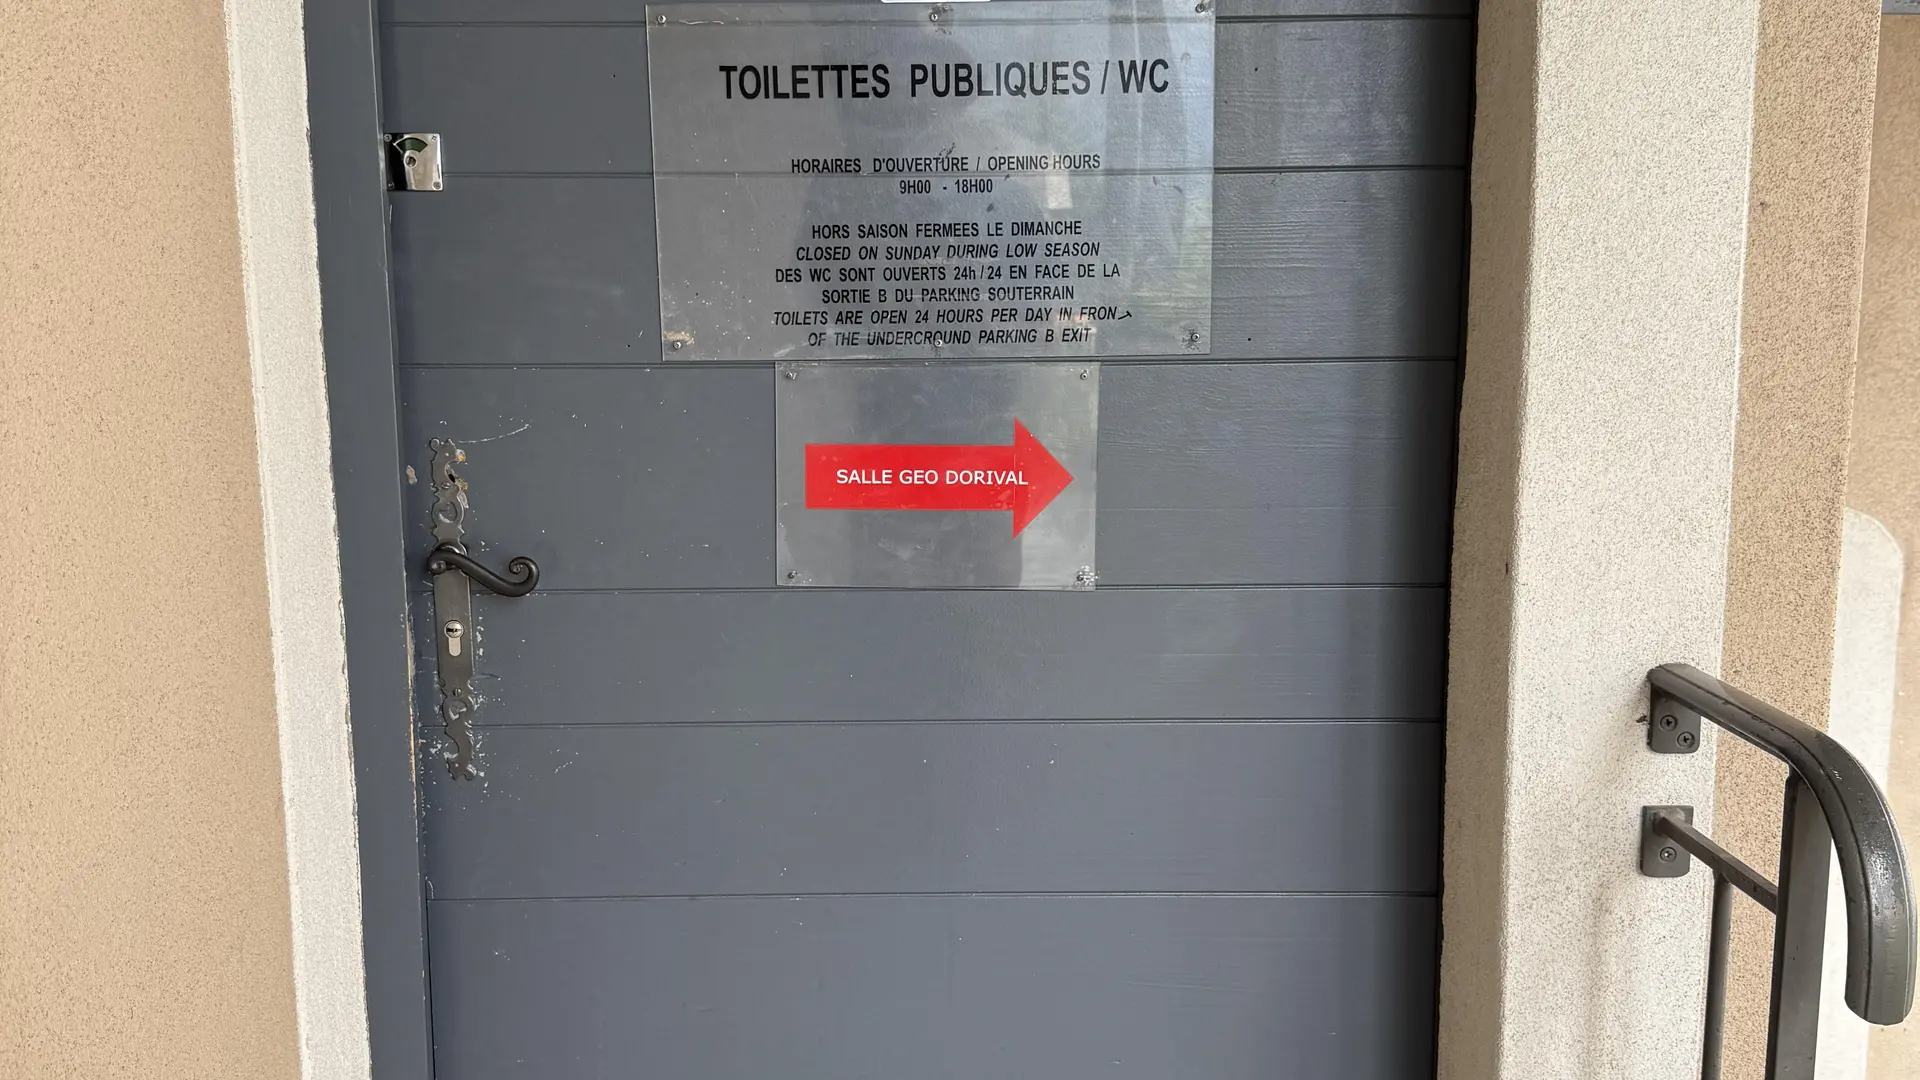 TOILETTES PUBLIQUES / WC
HORAIRES D'OUVERTURE / OPENING HOURS
9H00 - 18H00
HORS SAISON FERMEES LE DIMANCHE
CLOSED ON SUNDAY DURING LOW SEASON
DES WC SONT OUVERTS 24h / 24 EN FACE DE LA
SORTIE B DU PARKING SOUTERRAIN
TOILETS ARE OPEN 24 HOURS PER DAY IN FRON
OF THE UNDERGROUND PARKING B EXIT
SALLE GEO DORIVAL